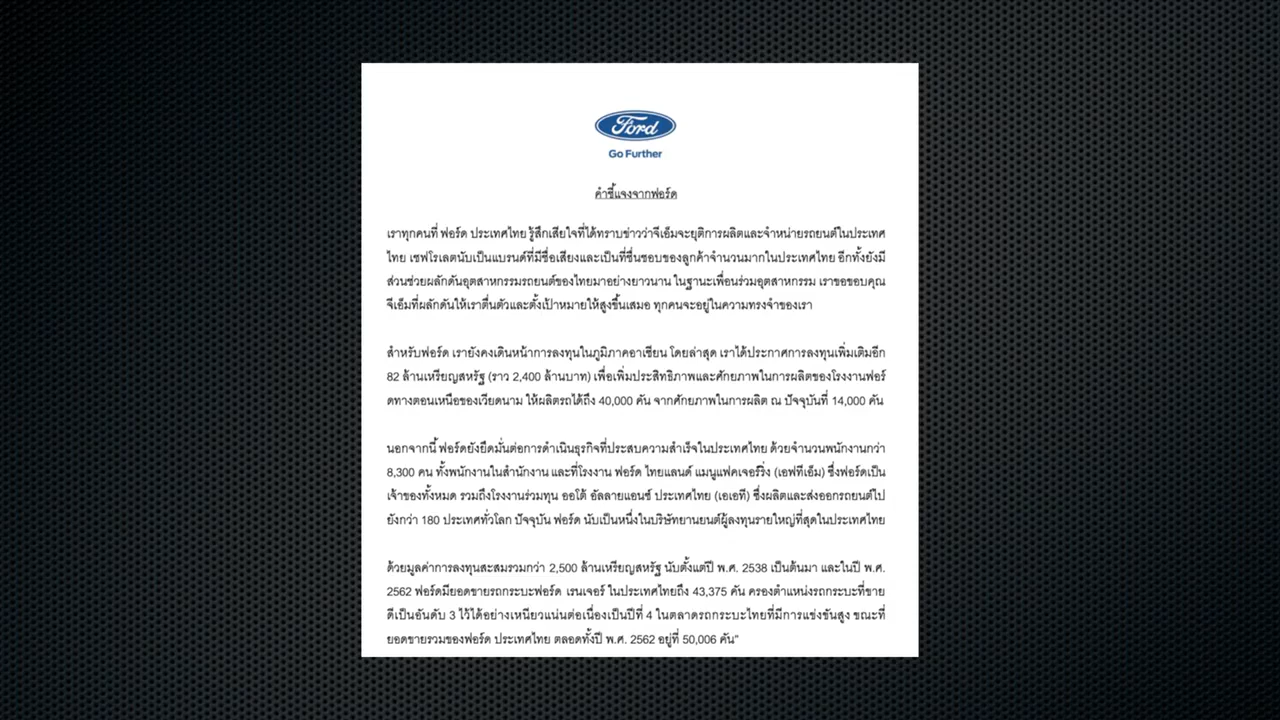 Ford
Go Further
คำชี้แจงจากฟอร์ด
เราทุกคนที่ ฟอร์ด ประเทศไทย รู้สึกเสียใจที่ได้ทราบข่าวว่าจีเอ็มจะยุติการผลิตและจำหน่ายรถยนต์ในประเทศ
ไทย เชฟโรเลตนับเป็นแบรนด์ที่มีชื่อเสียงและเป็นที่ชื่นชอบของลูกค้าจำนวนมากในประเทศไทย อีกทั้งยังมี
ส่วนช่วยผลักดันอุตสาหกรรมรถยนต์ของไทยมาอย่างยาวนาน ในฐานะเพื่อนร่วมอุตสาหกรรม เราขอขอบคุณ
จีเอ็มที่ผลักดันให้เราตื่นตัวและตั้งเป้าหมายให้สูงขึ้นเสมอ ทุกคนจะอยู่ในความทรงจำของเรา
สำหรับฟอร์ด เรายังคงเดินหน้าการลงทุนในภูมิภาคอาเซียน โดยล่าสุด เราได้ประกาศการลงทุนเพิ่มเติมอีก
82 ล้านเหรียญสหรัฐ (ราว 2,400 ล้านบาท) เพื่อเพิ่มประสิทธิภาพและศักยภาพในการผลิตของโรงงานฟอร์
ดทางตอนเหนือของเวียดนาม ให้ผลิตรถได้ถึง 40,000 คัน จากศักยภาพในการผลิต ณ ปัจจุบันที่ 14,000 คัน
นอกจากนี้ ฟอร์ดยังยึดมั่นต่อการดำเนินธุรกิจที่ประสบความสำเร็จในประเทศไทย ด้วยจำนวนพนักงานกว่า
8,300 คน ทั้งพนักงานในสำนักงาน และที่โรงงาน ฟอร์ด ไทยแลนด์ แมนูแฟคเจอร์ริ่ง (เอฟทีเอ็ม) ซึ่งฟอร์ดเป็น
เจ้าของทั้งหมด รวมถึงโรงงานร่วมทุน ออโต้ อัลลายแอนซ์ ประเทศไทย (เอเอที) ซึ่งผลิตและส่งออกรถยนต์ไป
ยังกว่า 180 ประเทศทั่วโลก ปัจจุบัน ฟอร์ด นับเป็นหนึ่งในบริษัทยานยนต์ผู้ลงทุนรายใหญ่ที่สุดในประเทศไทย
ด้วยมูลค่าการลงทุนสะสมรวมกว่า 2,500 ล้านเหรียญสหรัฐ นับตั้งแต่ปี พ.ศ. 2538 เป็นต้นมา และในปี พ.ศ.
2562 ฟอร์ดมียอดขายรถกระบะฟอร์ด เรนเจอร์ ในประเทศไทยถึง 43,375 คัน ครองตำแหน่งรถกระบะที่ขาย
ดีเป็นอันดับ 3 ไว้ได้อย่างเหนียวแน่นต่อเนื่องเป็นปีที่ 4 ในตลาดรถกระบะไทยที่มีการแข่งขันสูง ขณะที่
ยอดขายรวมของฟอร์ด ประเทศไทย ตลอดทั้งปี พ.ศ. 2562 อยู่ที่ 50,006 คัน"